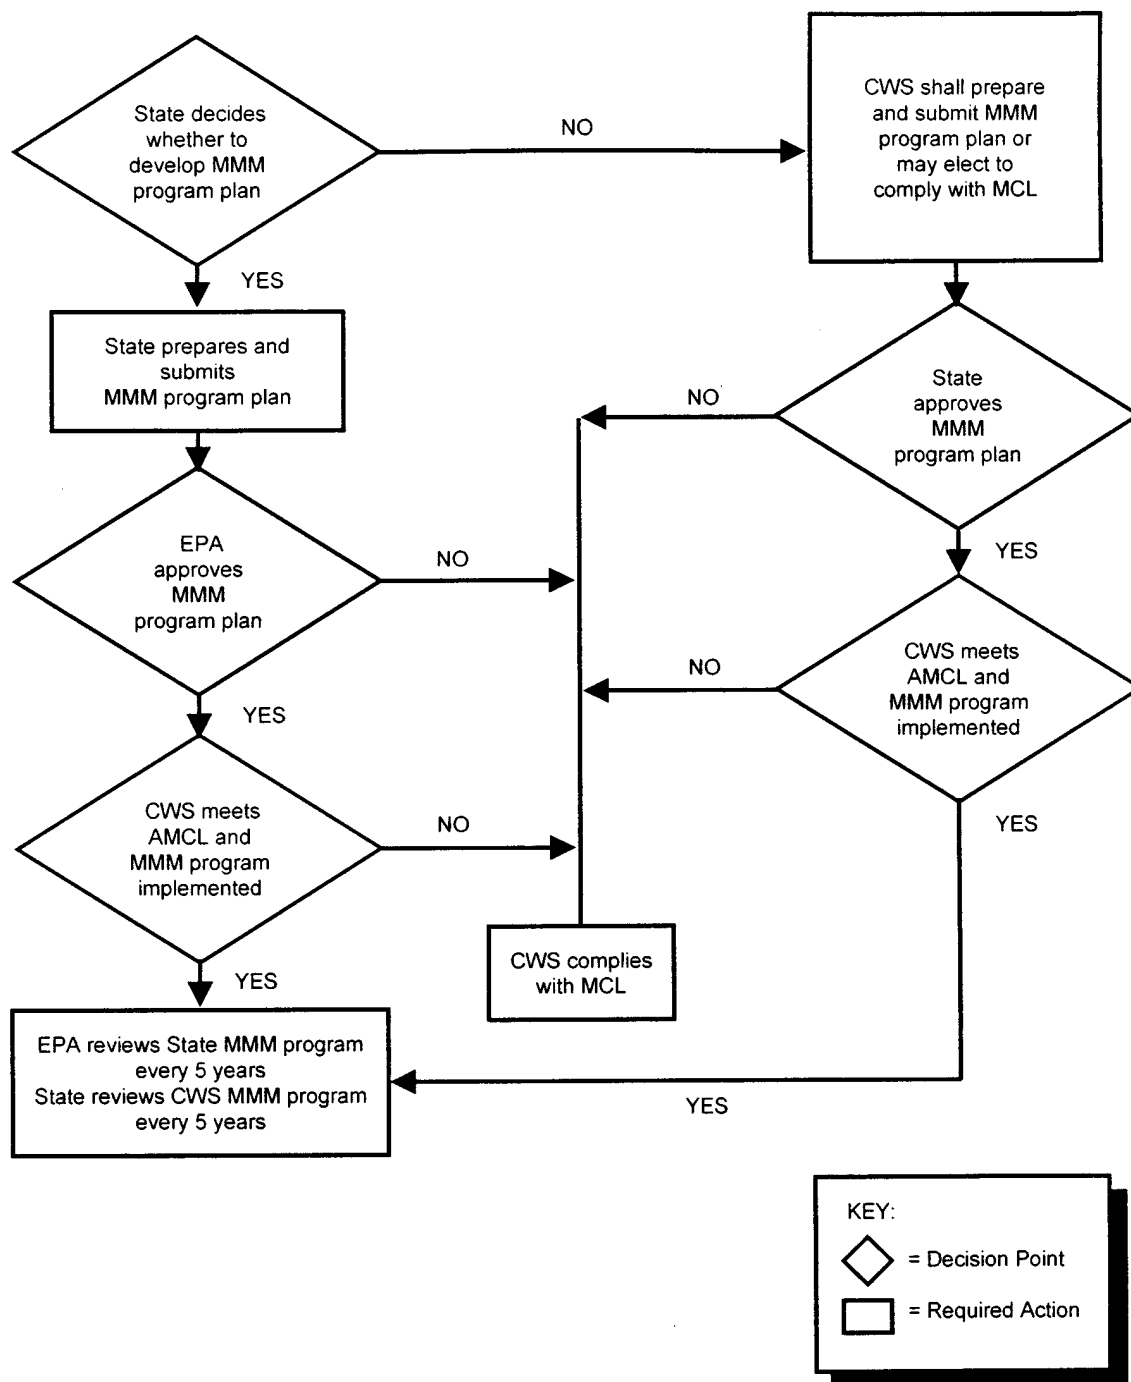 State decides
whether to
develop MMM
program plan
NO
CWS shall prepare
and submit MMM
program plan or
may elect to
comply with MCL
YES
State prepares and
submits
MMM program plan
NO
State
approves
MMM
program plan
EPA
approves
MMM
program plan
NO
YES
YES
NO
CWS meets
AMCL and
MMM program
implemented
CWS meets
AMCL and
MMM program
implemented
NO
YES
YES
CWS complies
with MCL
EPA reviews State MMM program
every 5 years
State reviews CWS MMM program
every 5 years
YES
KEY:
= Decision Point
= Required Action